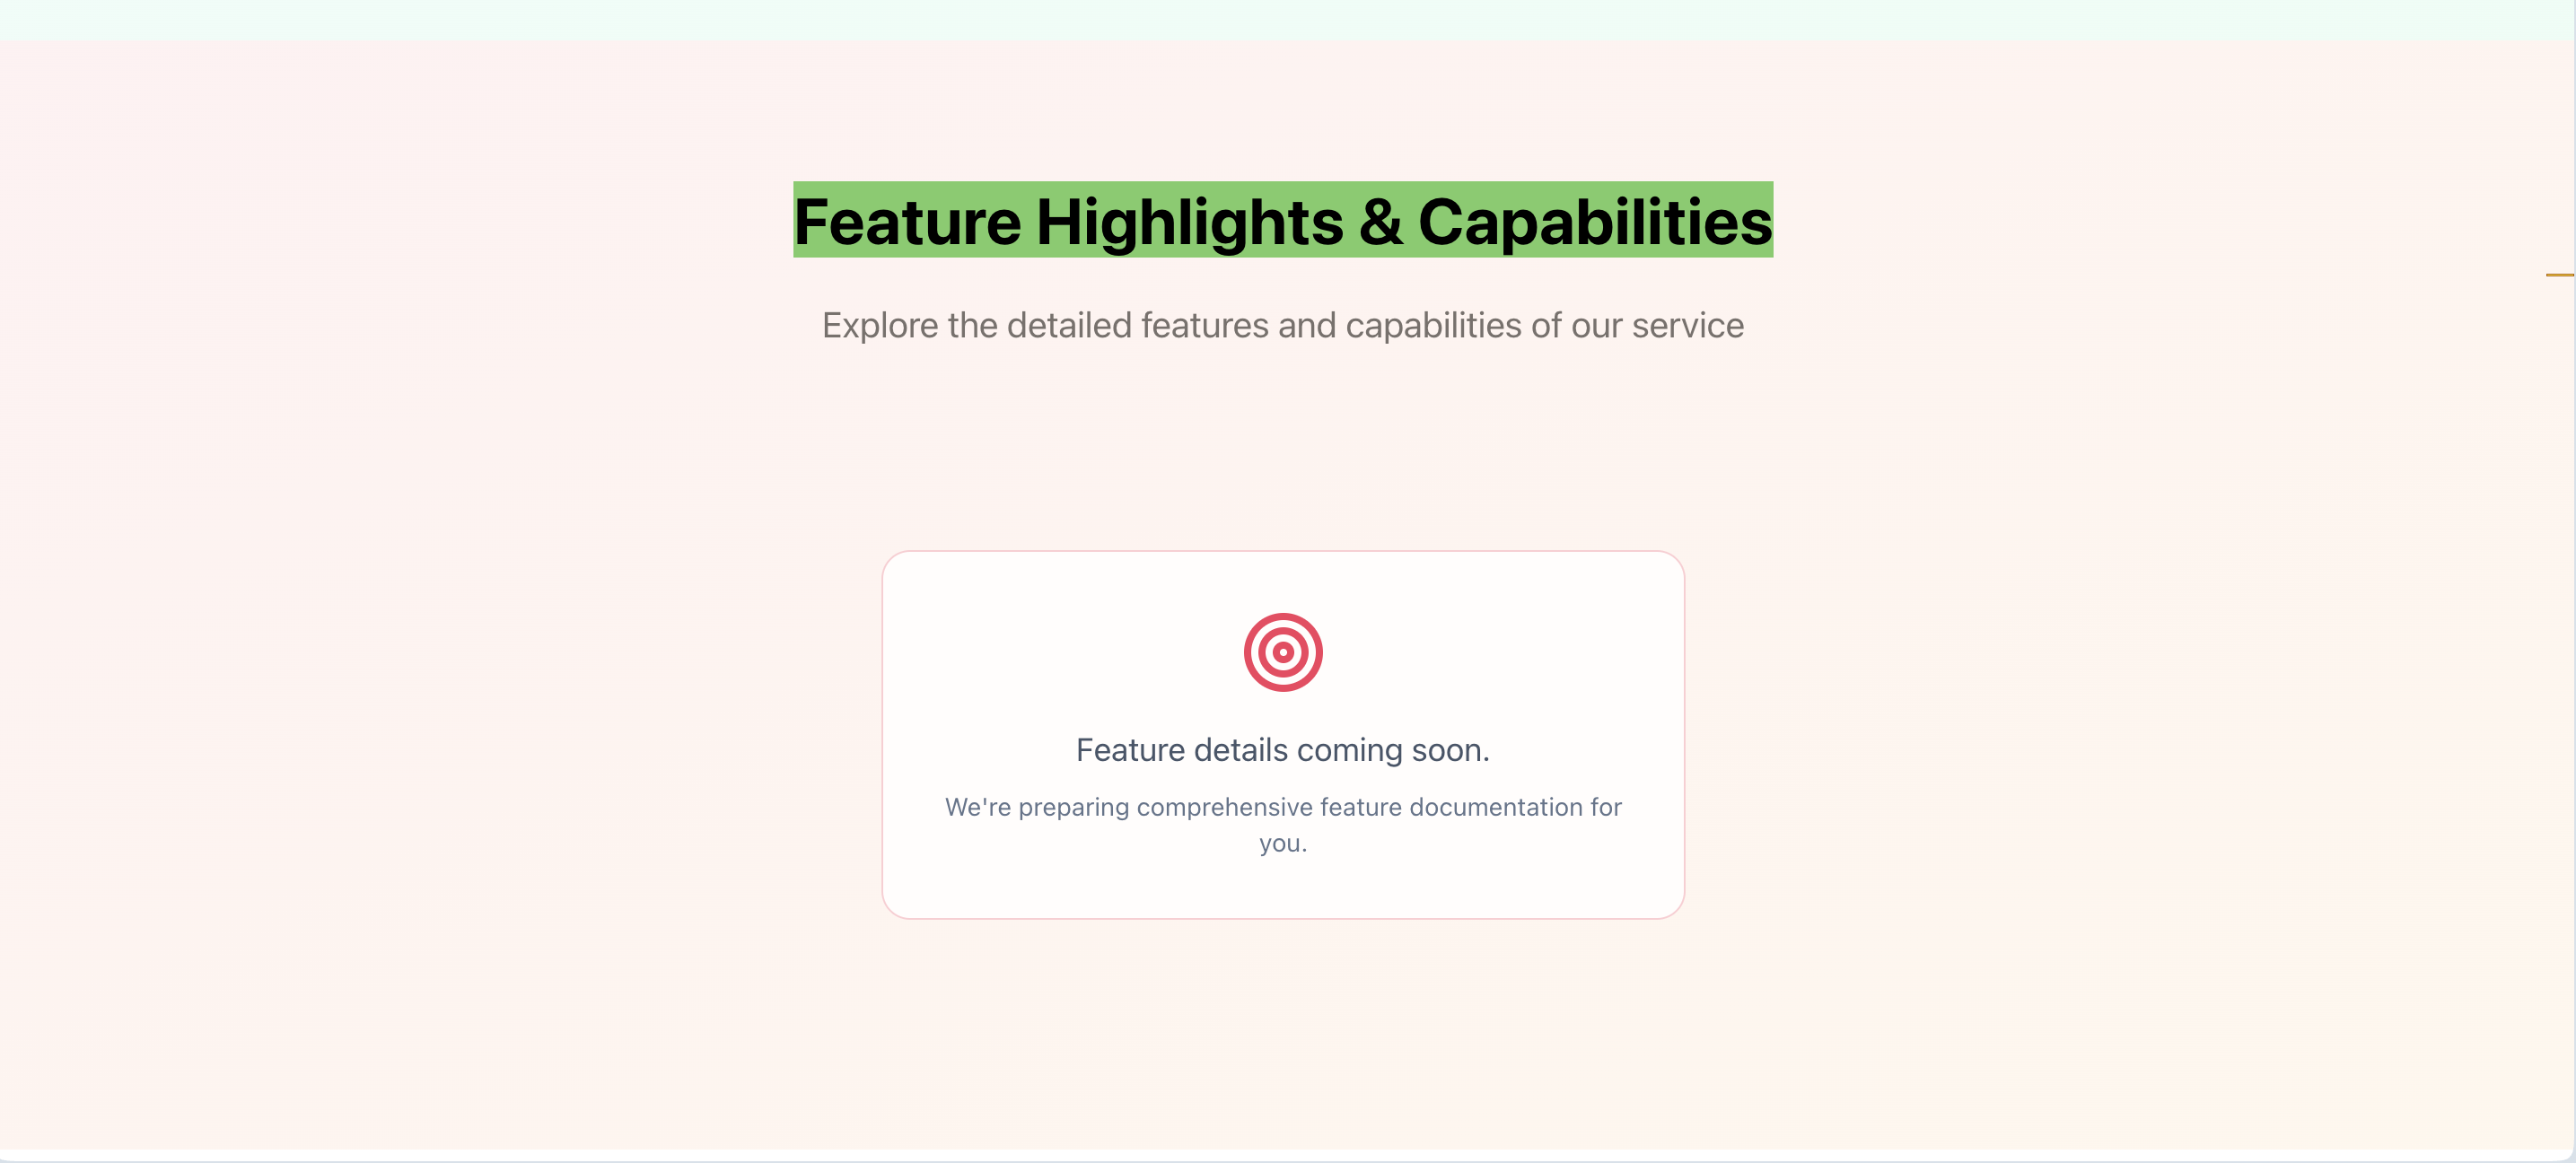 Feature Highlights & Capabilities
Explore the detailed features and capabilities of our service
Feature details coming soon.
We're preparing comprehensive feature documentation for
you.